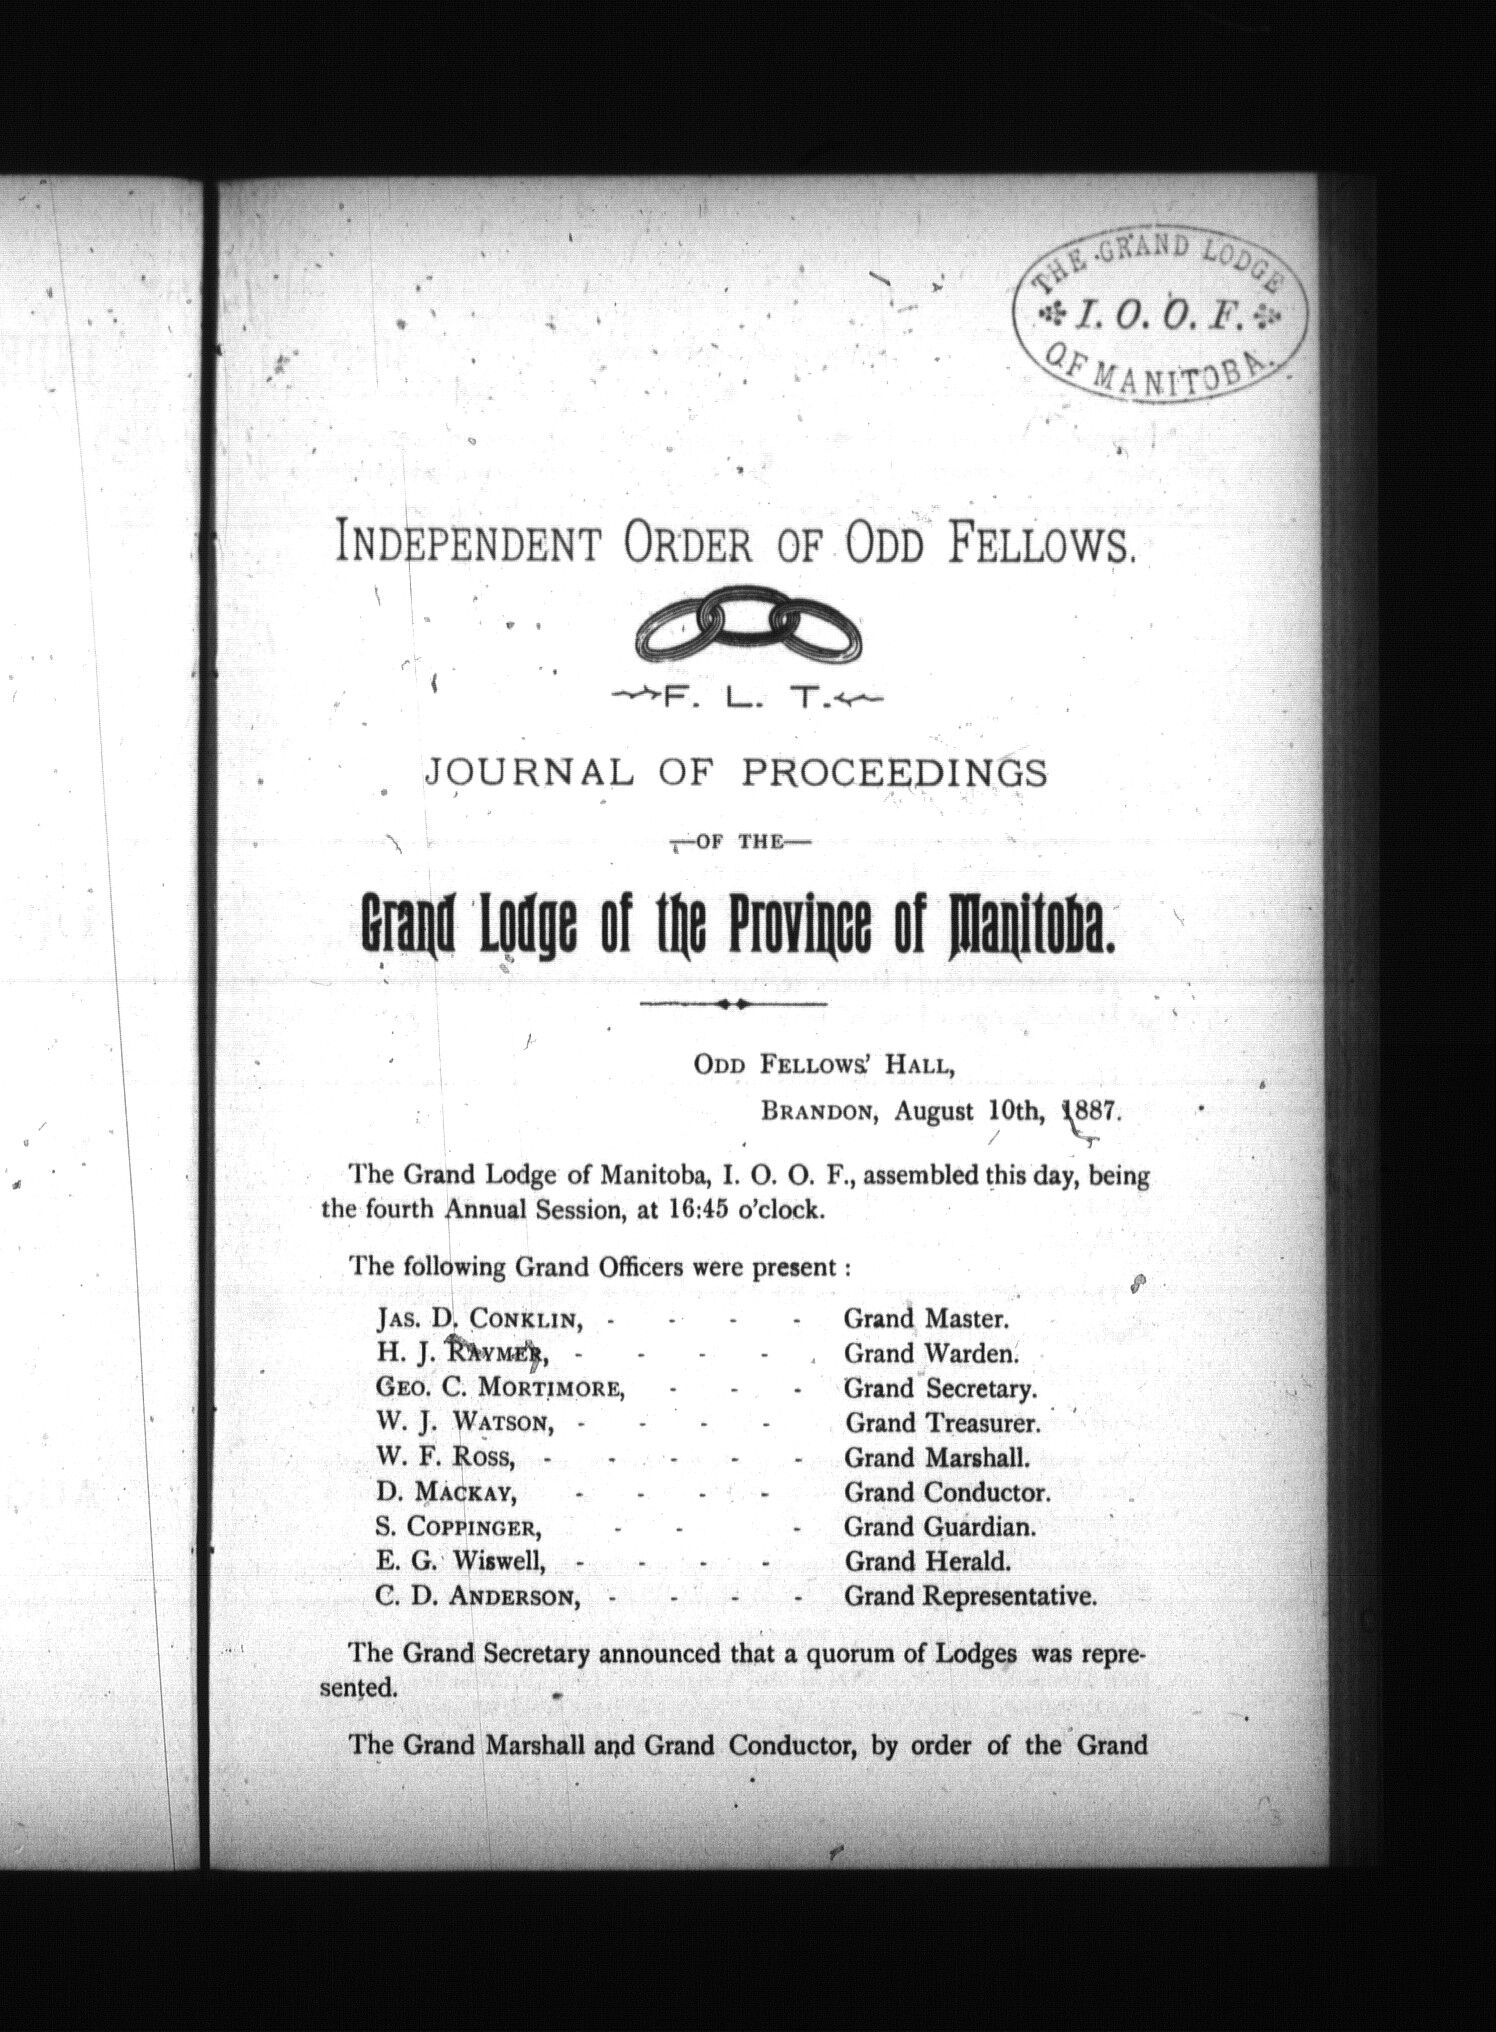 THE GRAND LODGE
I. O. O. F.
OF MANITOBA.
INDEPENDENT ORDER OF ODD FELLOWS.
F. L. T.
JOURNAL OF PROCEEDINGS
—OF THE—
Grand Lodge of the Province of Manitoba.
ODD FELLOWS' HALL,
BRANDON, August 10th, 1887.
The Grand Lodge of Manitoba, I. O. O. F., assembled this day, being
the fourth Annual Session, at 16:45 o'clock.
The following Grand Officers were present :
JAS. D. CONKLIN, - - - - Grand Master.
H. J. RAYMER, - - - - Grand Warden.
GEO. C. MORTIMORE, - - - Grand Secretary.
W. J. WATSON, - - - - Grand Treasurer.
W. F. ROSS, - - - - - Grand Marshall.
D. MACKAY, - - - - Grand Conductor.
S. COPPINGER, - - - Grand Guardian.
E. G. Wiswell, - - - - Grand Herald.
C. D. ANDERSON, - - - - Grand Representative.
The Grand Secretary announced that a quorum of Lodges was repre-
sented.
The Grand Marshall and Grand Conductor, by order of the Grand